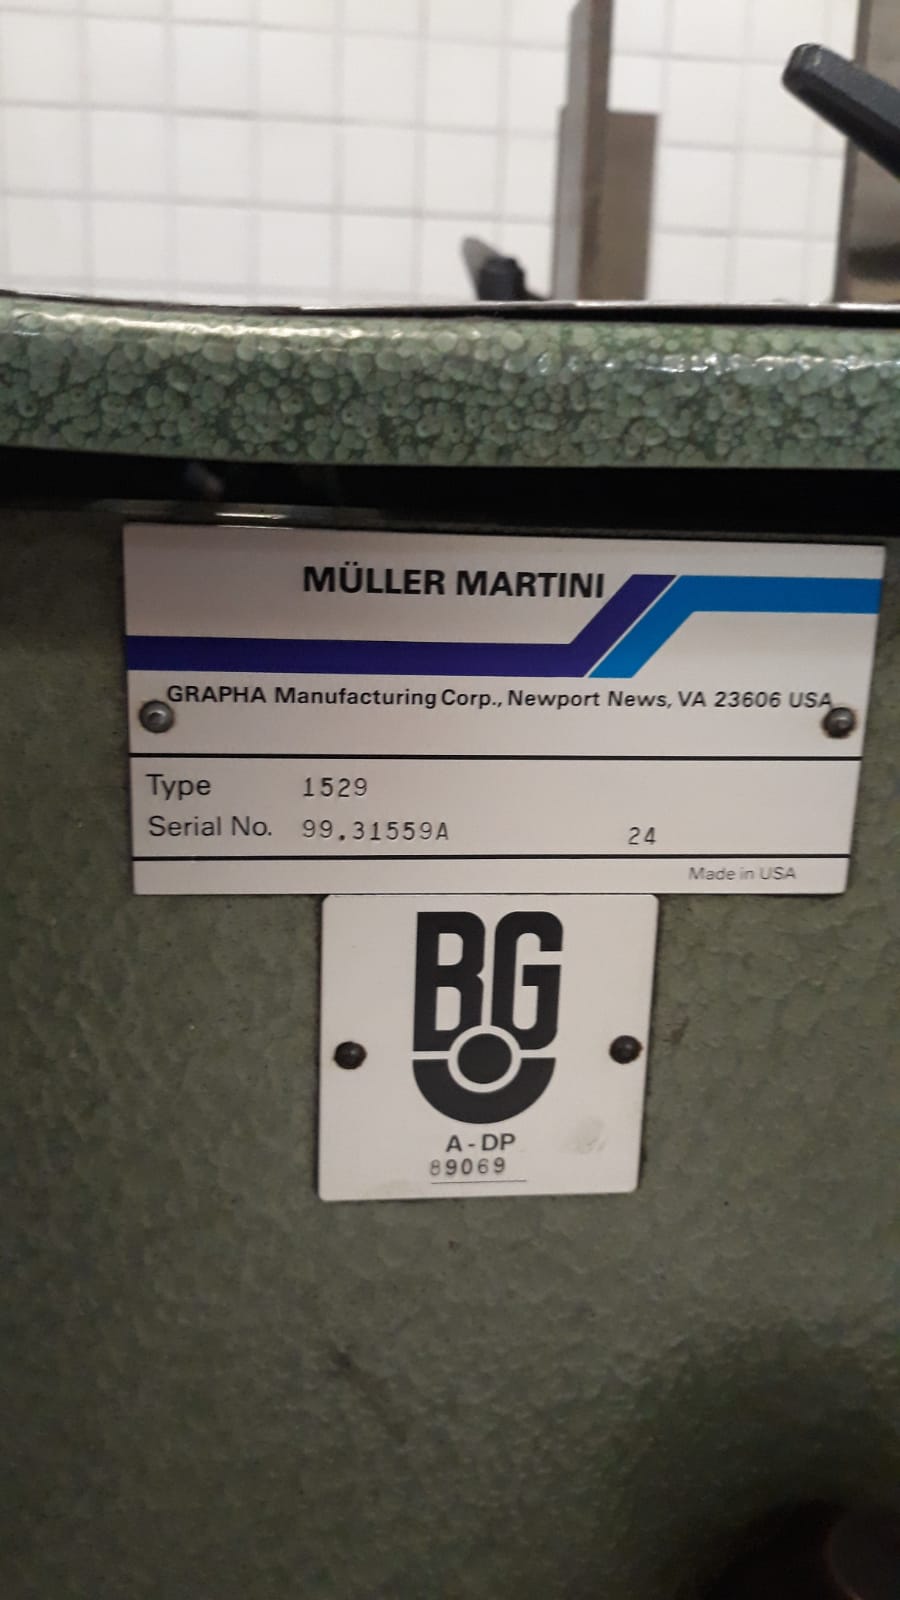 MÜLLER MARTINI
GRAPHA Manufacturing Corp., Newport News, VA 23606 USA
Type 1529
Serial No. 99.31559A 24
Made in USA
BG
A-DP
89069